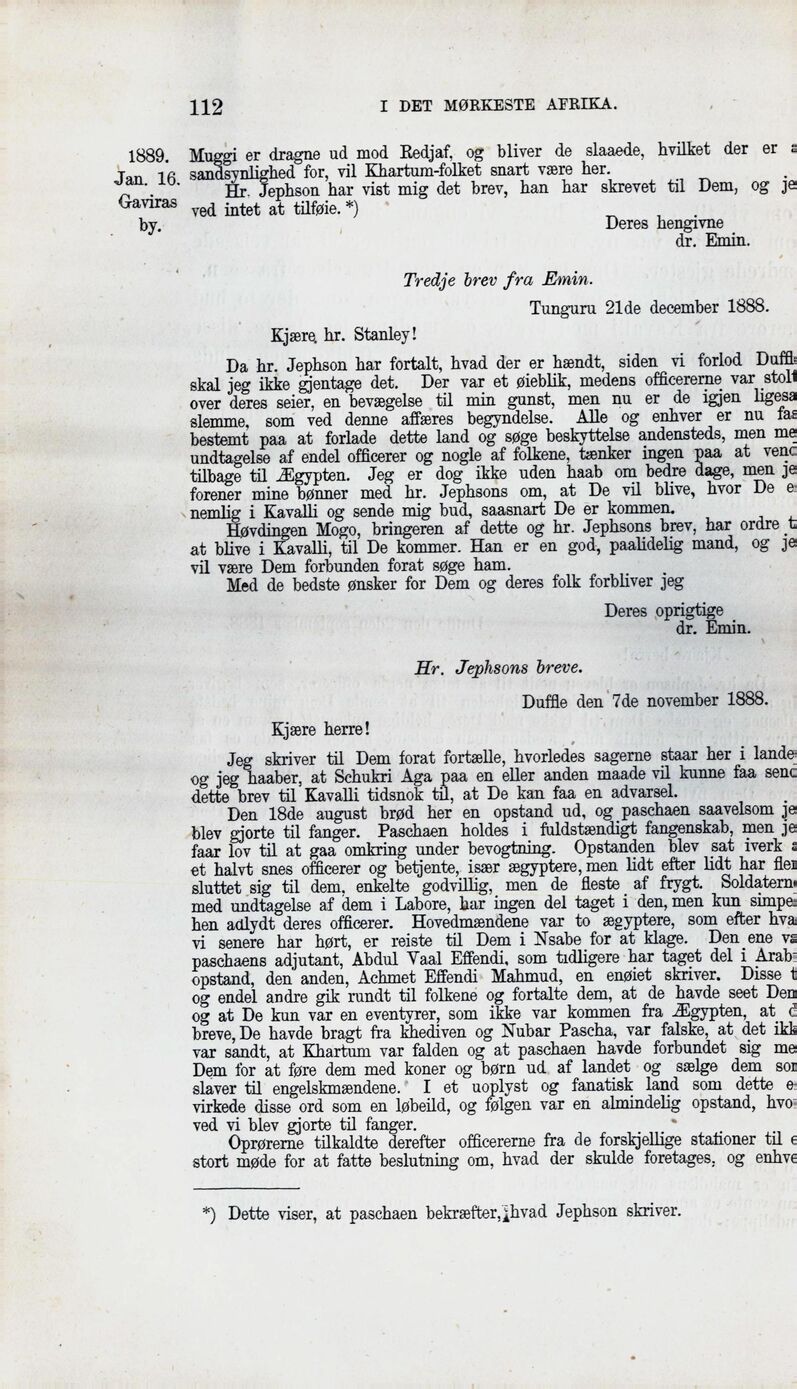 112
I DET MØRKESTE AFRIKA.
1889.
Jan. 16.
Gaviras
by.
Muggi er dragne ud mod Redjaf, og bliver de slaaede, hvilket der er
sandsynlighed for, vil Khartum-folket snart være her.
Hr. Jephson har vist mig det brev, han har skrevet til Dem, og
ved intet at tilføie. *)
Deres hengivne
dr. Emin.
Tredje brev fra Emin.
Tunguru 21de december 1888.
Kjære hr. Stanley!
Da hr. Jephson har fortalt, hvad der er hændt, siden vi forlod
skal jeg ikke gjentage det. Der var et øieblik, medens officererne var
over deres seier, en bevægelse til min gunst, men nu er de igjen
slemme, som ved denne affæres begyndelse. Alle og enhver er nu
bestemt paa at forlade dette land og søge beskyttelse andensteds, men
undtagelse af endel officerer og nogle af folkene, tænker ingen paa at
tilbage til Ægypten. Jeg er dog ikke uden haab om bedre dage, men
forener mine bønner med hr. Jephsons om, at De vil blive, hvor De
nemlig i Kavalli og sende mig bud, saasnart De er kommen.
Høvdingen Mogo, bringeren af dette og hr. Jephsons brev, har ordre
at blive i Kavalli, til De kommer. Han er en god, paalidelig mand, og
vil være Dem forbunden forat søge ham.
Med de bedste ønsker for Dem og deres folk forbliver jeg
Deres oprigtige
dr. Emin.
Hr. Jephsons breve.
Duffle den 7de november 1888.
Kjære herre!
Jeg skriver til Dem forat fortælle, hvorledes sagerne staar her i
og jeg haaber, at Schukri Aga paa en eller anden maade vil kunne faa
dette brev til Kavalli tidsnok til, at De kan faa en advarsel.
Den 18de august brød her en opstand ud, og paschaen saavelsom
blev gjorte til fanger. Paschaen holdes i fuldstændigt fangenskab, men
faar lov til at gaa omkring under bevogtning. Opstanden blev sat iverk
et halvt snes officerer og betjente, især ægyptere, men lidt efter lidt har
sluttet sig til dem, enkelte godvillig, men de fleste af frygt.
med undtagelse af dem i Labore, har ingen del taget i den, men kun
hen adlydt deres officerer. Hovedmændene var to ægyptere, som efter
vi senere har hørt, er reiste til Dem i Nsabe for at klage. Den ene
paschaens adjutant, Abdul Vaal Effendi, som tidligere har taget del i
opstand, den anden, Achmet Effendi Mahmud, en enøiet skriver. Disse
og endel andre gik rundt til folkene og fortalte dem, at de havde seet
og at De kun var en eventyrer, som ikke var kommen fra Ægypten, at
breve, De havde bragt fra khediven og Nubar Pascha, var falske, at det
var sandt, at Khartum var falden og at paschaen havde forbundet sig
Dem for at føre dem med koner og børn ud af landet og sælge dem
slaver til engelskmændene. I et uoplyst og fanatisk land som dette
virkede disse ord som en løbeild, og følgen var en almindelig opstand,
ved vi blev gjorte til fanger.
Oprørerne tilkaldte derefter officererne fra de forskjellige stationer til
stort møde for at fatte beslutning om, hvad der skulde foretages, og
*) Dette viser, at paschaen bekræfter, hvad Jephson skriver.